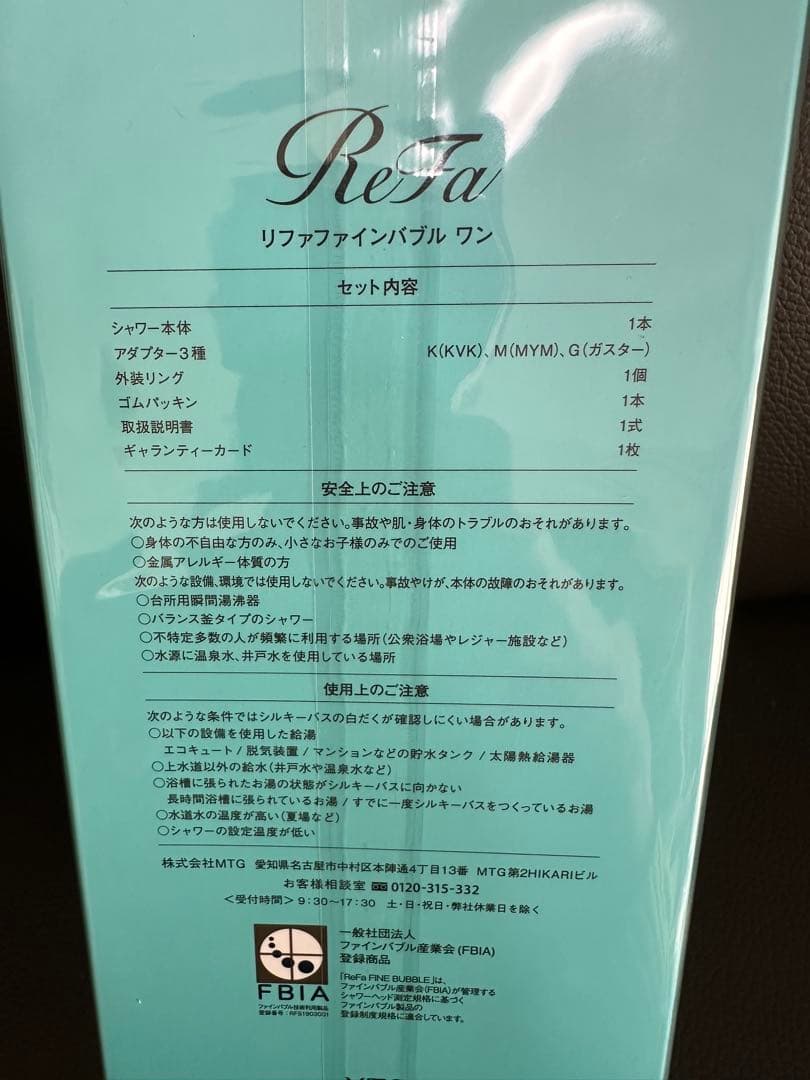 ReFa
リファファインバブル ワン
セット内容
シャワー本体 1本
アダプター3種 K(KVK)、M(MYM)、G(ガスター)
外装リング 1個
ゴムパッキン 1本
取扱説明書 1式
ギャランティーカード 1枚
安全上のご注意
次のような方は使用しないでください。事故や肌・身体のトラブルのおそれがあります。
○身体の不自由な方のみ、小さなお子様のみでのご使用
○金属アレルギー体質の方
次のような設備、環境では使用しないでください。事故やけが、本体の故障のおそれがあります。
○台所用瞬間湯沸器
○バランス釜タイプのシャワー
○不特定多数の人が頻繁に利用する場所(公衆浴場やレジャー施設など)
○水源に温泉水、井戸水を使用している場所
使用上のご注意
次のような条件ではシルキーバスの白だくが確認しにくい場合があります。
○以下の設備を使用した給湯
エコキュート / 脱気装置 / マンションなどの貯水タンク / 太陽熱給湯器
○上水道以外の給水(井戸水や温泉水など)
○浴槽に張られたお湯の状態がシルキーバスに向かない
長時間浴槽に張られているお湯 / すでに一度シルキーバスをつくっているお湯
○水道水の温度が高い(夏場など)
○シャワーの設定温度が低い
株式会社MTG 愛知県名古屋市中村区本陣通4丁目13番 MTG第2HIKARIビル
お客様相談室 0120-315-332
<受付時間> 9:30~17:30 土・日・祝日・弊社休業日を除く
FBIA
ファインバブル技術利用製品
登録番号:RFS1903001
一般社団法人
ファインバブル産業会(FBIA)
登録商品
「ReFa FINE BUBBLE」は、
ファインバブル産業会(FBIA)が管理する
シャワーヘッド測定規格に基づく
ファインバブル製品の
登録制度規格に適合しています。